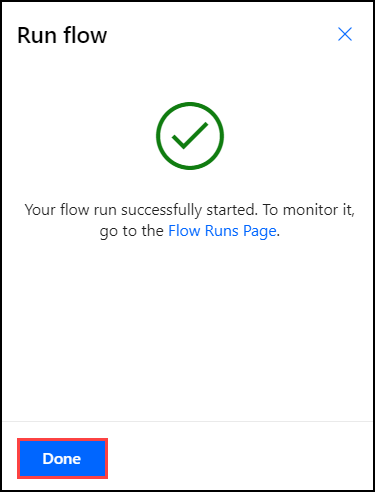 Run flow
Your flow run successfully started. To monitor it,
go to the Flow Runs Page.
Done